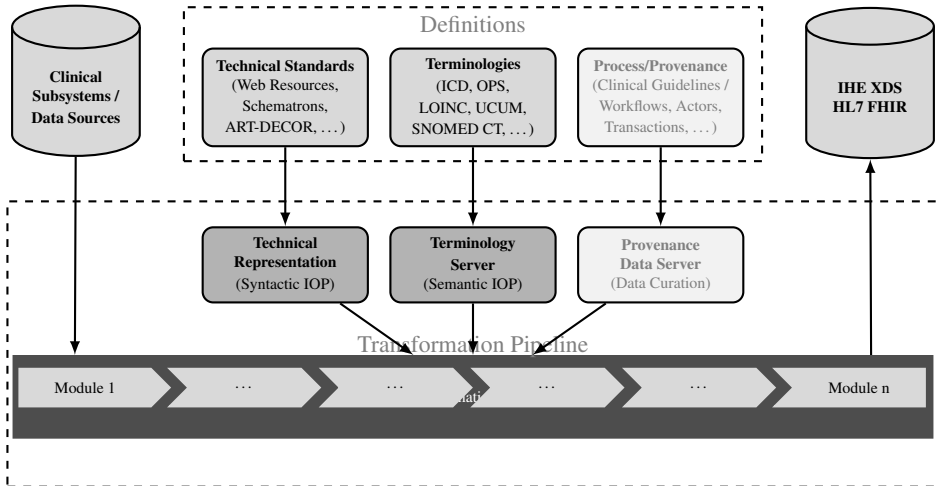 Definitions
Clinical
Subsystems /
Data Sources
Technical Standards
(Web Resources,
Schematrons,
ART-DECOR, …)
Terminologies
(ICD, OPS,
LOINC, UCUM,
SNOMED CT, …)
Process/Provenance
(Clinical Guidelines /
Workflows, Actors,
Transactions, …)
IHE XDS
HL7 FHIR
Technical
Representation
(Syntactic IOP)
Terminology
Server
(Semantic IOP)
Provenance
Data Server
(Data Curation)
Transformation Pipeline
Module 1
…
…
…
…
Module n